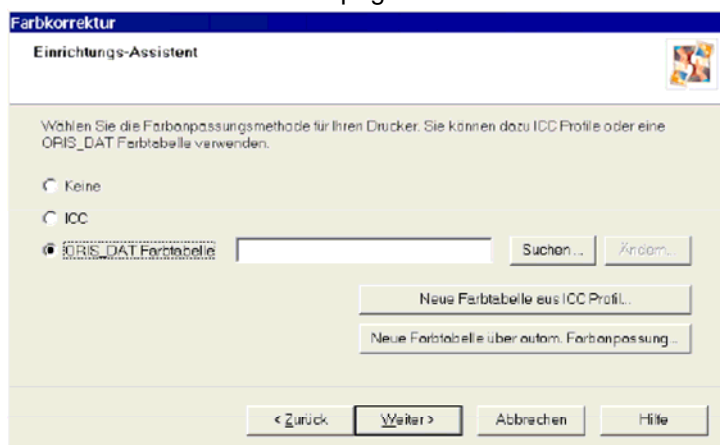 Farbkorrektur
Einrichtungs-Assistent
Wählen Sie die Farbanpassungsmethode für Ihren Drucker. Sie können dazu ICC Profile oder eine
ORIS_DAT Farbtabelle verwenden.
Keine
ICC
ORIS_DAT Farbtabelle Suchen... Ändern...
Neue Farbtabelle aus ICC Profil...
Neue Farbtabelle über autom. Farbanpassung...
< Zurück Weiter > Abbrechen Hilfe